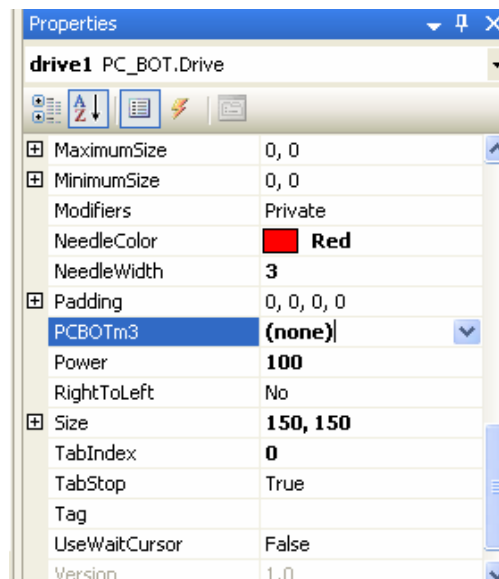 Properties
drive1 PC_BOT.Drive
MaximumSize 0, 0
MinimumSize 0, 0
Modifiers Private
NeedleColor Red
NeedleWidth 3
Padding 0, 0, 0, 0
PCBOTm3 (none)
Power 100
RightToLeft No
Size 150, 150
TabIndex 0
TabStop True
Tag
UseWaitCursor False
Version 1.0